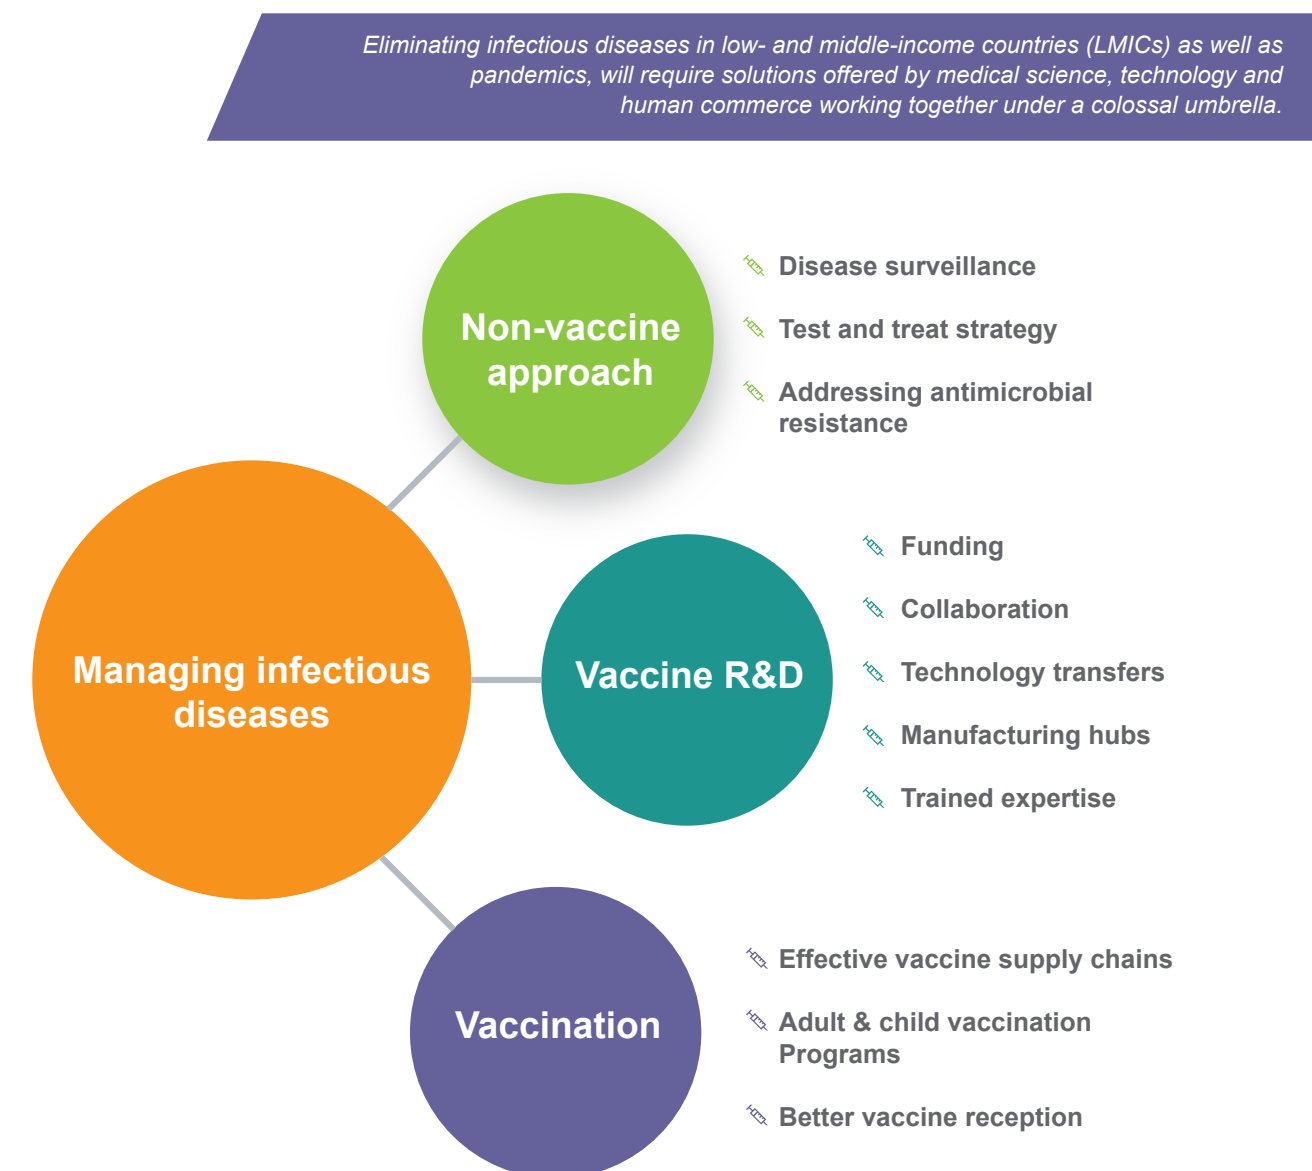 Eliminating infectious diseases in low- and middle-income countries (LMICs) as well as
pandemics, will require solutions offered by medical science, technology and
human commerce working together under a colossal umbrella.
Non-vaccine
approach
Disease surveillance
Test and treat strategy
Addressing antimicrobial
resistance
Managing infectious
diseases
Vaccine R&D
Funding
Collaboration
Technology transfers
Manufacturing hubs
Trained expertise
Vaccination
Effective vaccine supply chains
Adult & child vaccination
Programs
Better vaccine reception